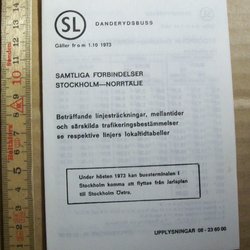 SL
DANDERYDSBUSS
Gäller from 1.10 1973
SAMTLIGA FÖRBINDELSER
STOCKHOLM—NORRTÄLJE
Beträffande linjesträckningar, mellantider
och särskilda trafikeringsbestämmelser
se respektive linjers lokaltidtabeller
Under hösten 1973 kan bussterminalen i
Stockholm komma att flyttas från Jarlaplan
till Stockholm Östra.
UPPLYSNINGAR 08 - 23 60 00